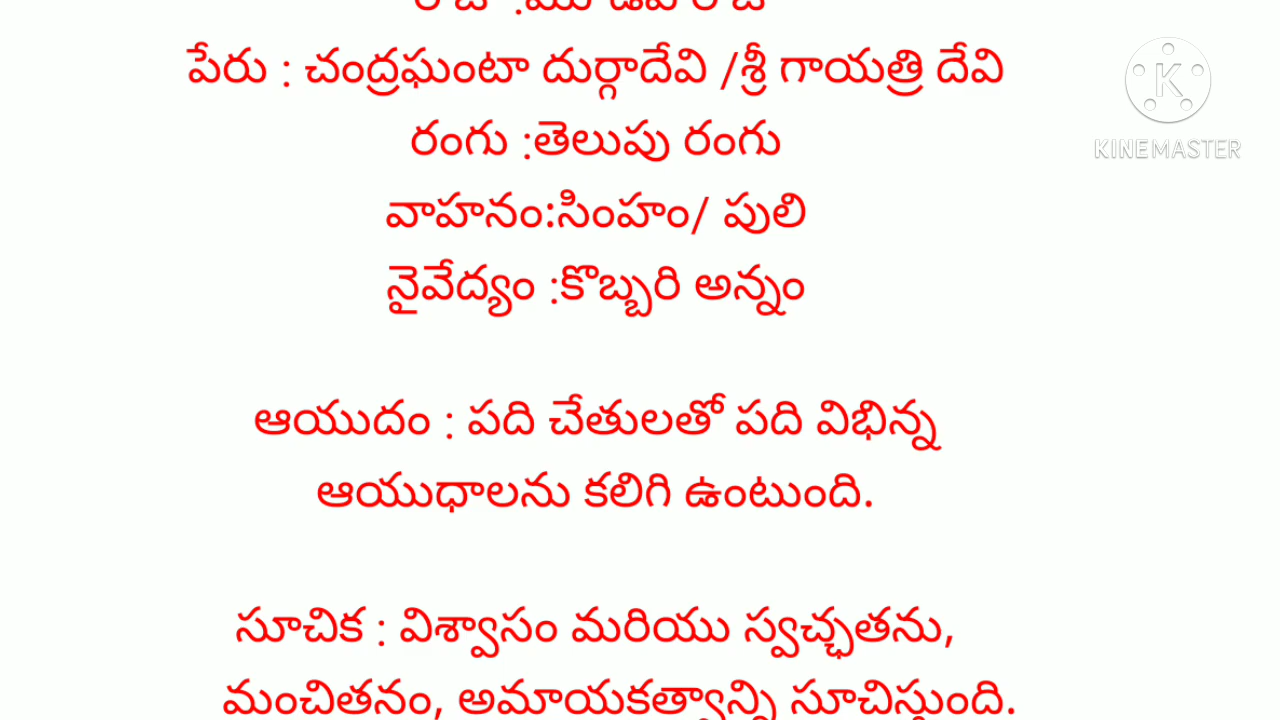 పేరు : చంద్రఘంటా దుర్గాదేవి /శ్రీ గాయత్రి దేవి
రంగు :తెలుపు రంగు
వాహనం:సింహం/ పులి
నైవేద్యం :కొబ్బరి అన్నం
ఆయుదం : పది చేతులతో పది విభిన్న
ఆయుధాలను కలిగి ఉంటుంది.
సూచిక : విశ్వాసం మరియు స్వచ్ఛతను,
మంచితనం, అమాయకత్వాన్ని సూచిస్తుంది.
K
KINEMASTER